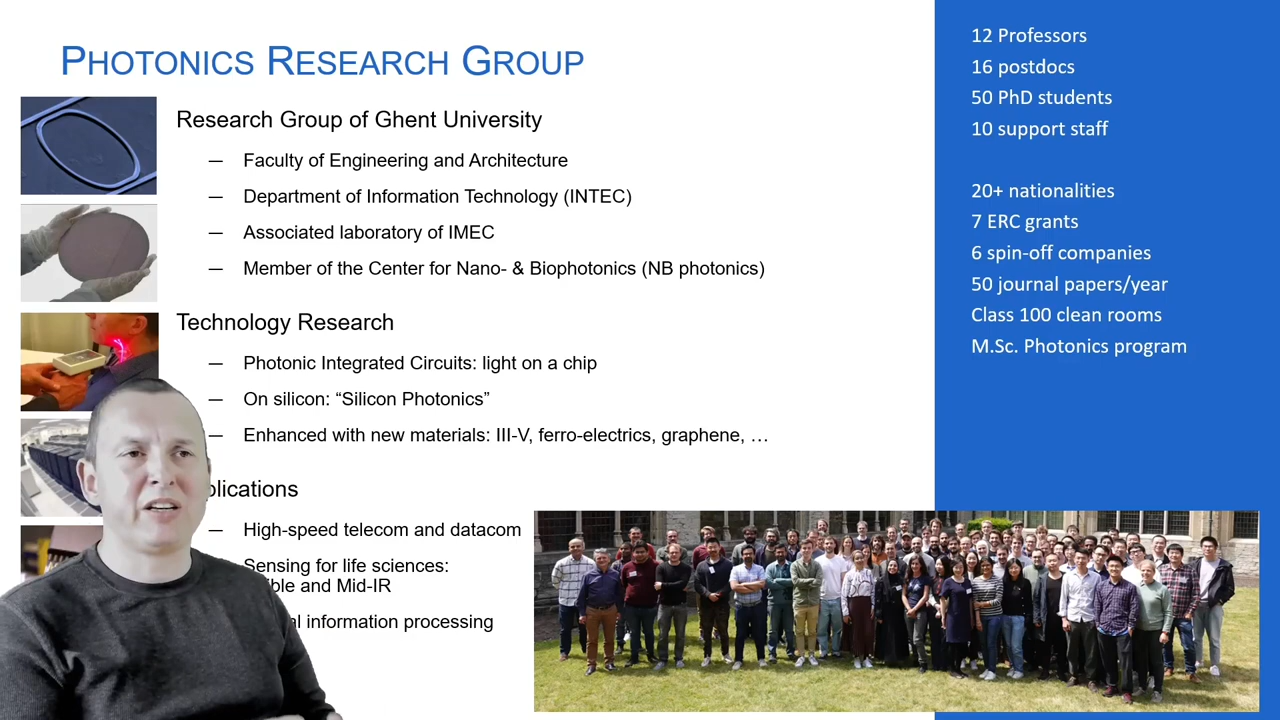 PHOTONICS RESEARCH GROUP
Research Group of Ghent University
— Faculty of Engineering and Architecture
— Department of Information Technology (INTEC)
— Associated laboratory of IMEC
— Member of the Center for Nano- & Biophotonics (NB photonics)
Technology Research
— Photonic Integrated Circuits: light on a chip
— On silicon: “Silicon Photonics”
— Enhanced with new materials: III-V, ferro-electrics, graphene, …
— High-speed telecom and datacom
Sensing for life sciences:
and Mid-IR
information processing
12 Professors
16 postdocs
50 PhD students
10 support staff
20+ nationalities
7 ERC grants
6 spin-off companies
50 journal papers/year
Class 100 clean rooms
M.Sc. Photonics program